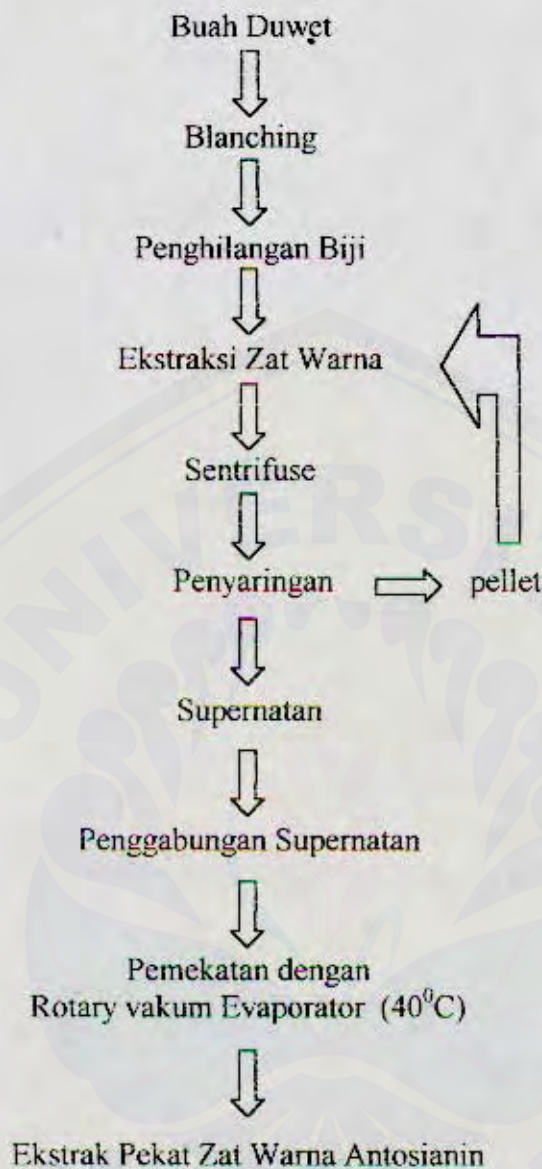 Buah Duwet
Blanching
Penghilangan Biji
Ekstraksi Zat Warna
Sentrifuse
Penyaringan
pellet
Supernatan
Penggabungan Supernatan
Pemekatan dengan
Rotary vakum Evaporator (40⁰C)
Ekstrak Pekat Zat Warna Antosianin
UNIVERS